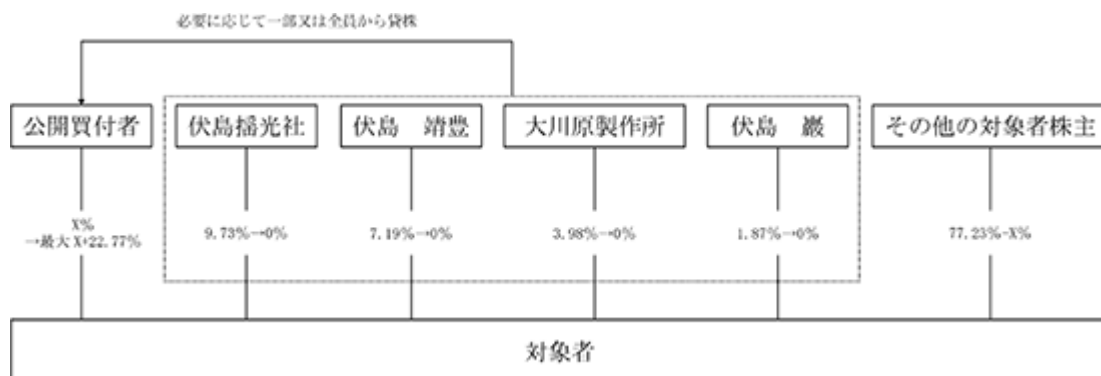 必要に応じて一部又は全員から貸株
公開買付者
伏島揺光社
伏島 靖豊
大川原製作所
伏島 巖
その他の対象者株主
X%
→最大 X+22.77%
9.73%→0%
7.19%→0%
3.98%→0%
1.87%→0%
77.23%-X%
対象者